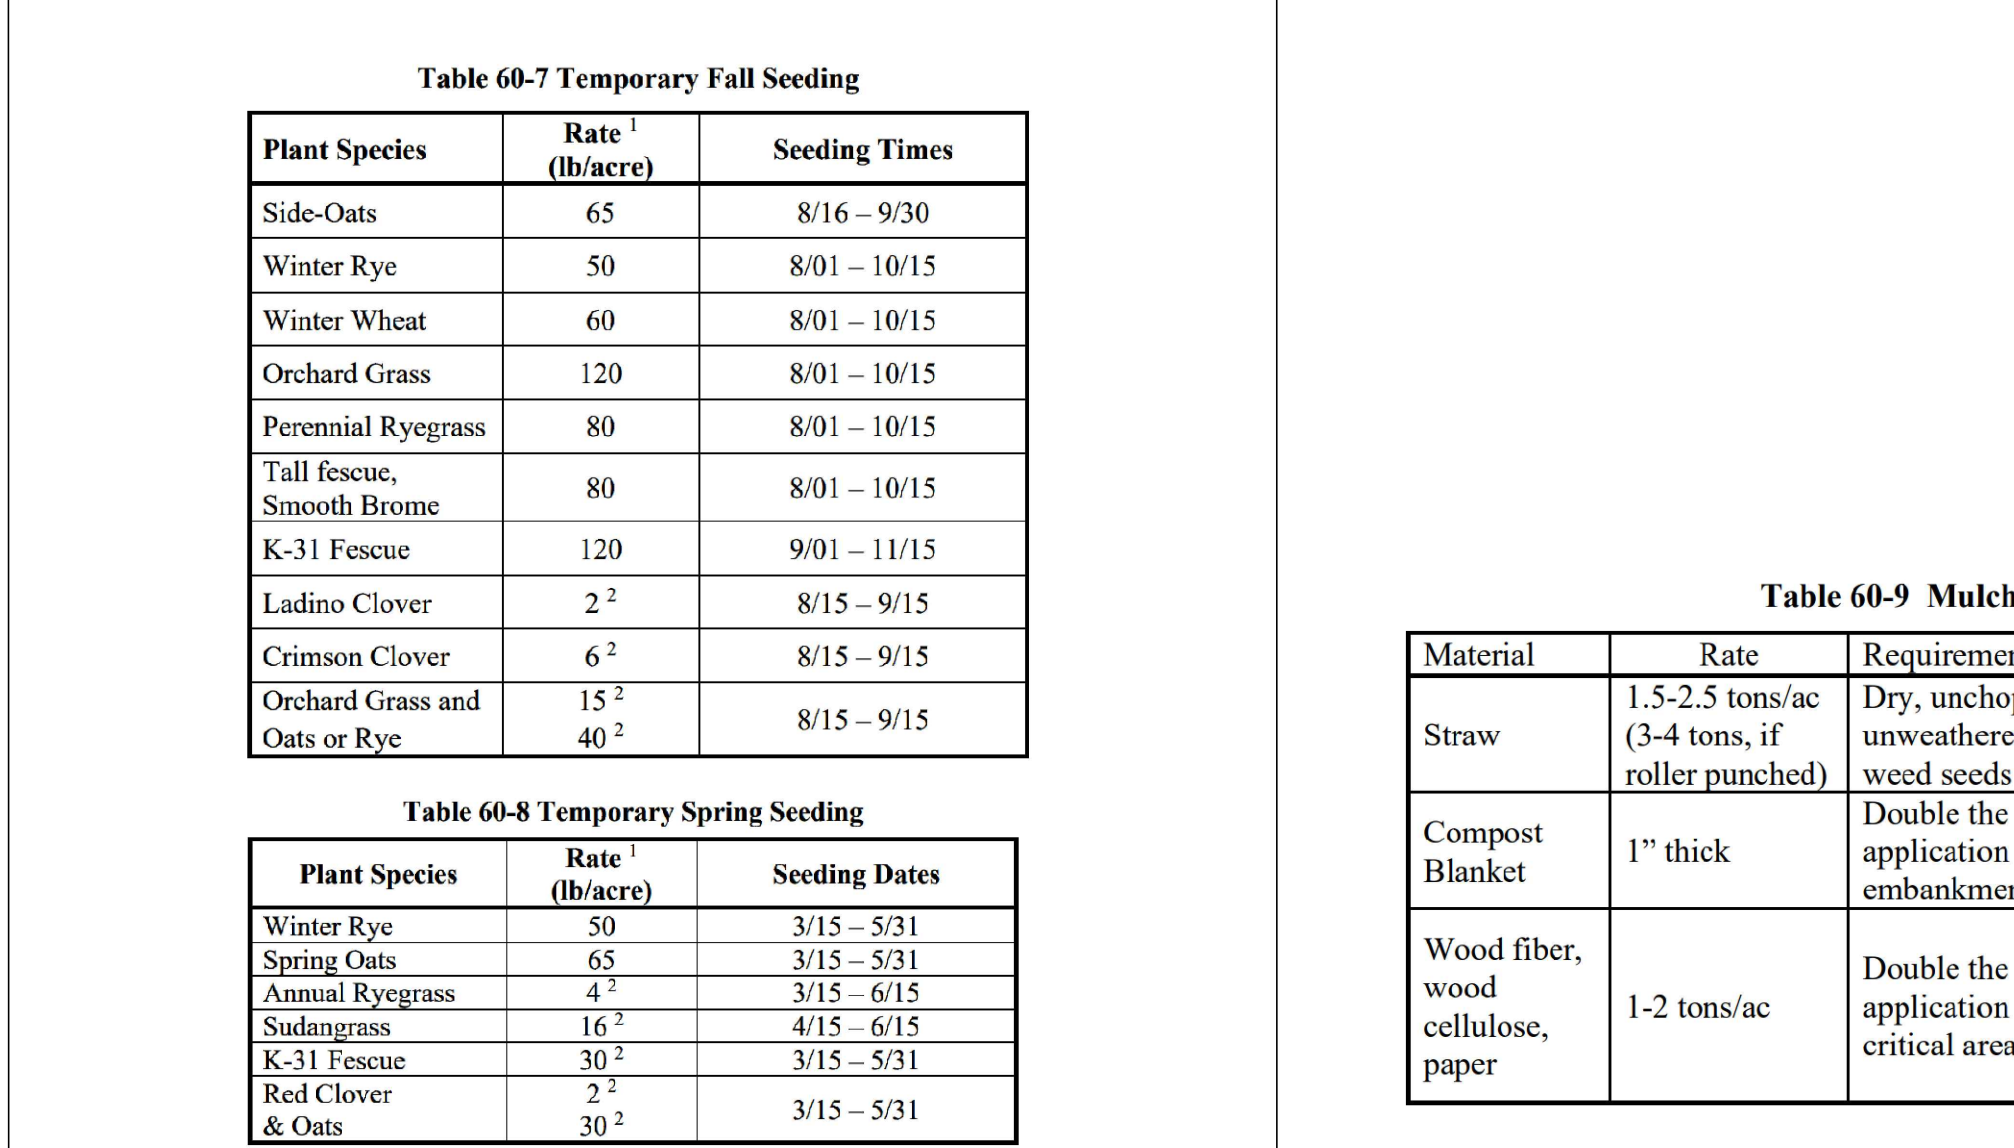 Table 60-7 Temporary Fall Seeding
Plant Species Rate 1 (lb/acre) Seeding Times
Side-Oats 65 8/16 – 9/30
Winter Rye 50 8/01 – 10/15
Winter Wheat 60 8/01 – 10/15
Orchard Grass 120 8/01 – 10/15
Perennial Ryegrass 80 8/01 – 10/15
Tall fescue,
Smooth Brome 80 8/01 – 10/15
K-31 Fescue 120 9/01 – 11/15
Ladino Clover 2 2 8/15 – 9/15
Crimson Clover 6 2 8/15 – 9/15
Orchard Grass and 15 2
Oats or Rye 40 2 8/15 – 9/15
Table 60-8 Temporary Spring Seeding
Plant Species Rate 1 (lb/acre) Seeding Dates
Winter Rye 50 3/15 – 5/31
Spring Oats 65 3/15 – 5/31
Annual Ryegrass 4 2 3/15 – 6/15
Sudangrass 16 2 4/15 – 6/15
K-31 Fescue 30 2 3/15 – 5/31
Red Clover 2 2
& Oats 30 2 3/15 – 5/31
Table 60-9 Mulch
Material Rate Requiremen
Straw
1.5-2.5 tons/ac
(3-4 tons, if
roller punched)
Dry, unchop
unweathere
weed seeds
Compost
Blanket
1” thick
Double the
application
embankmen
Wood fiber,
wood
cellulose,
paper
1-2 tons/ac
Double the
application
critical area